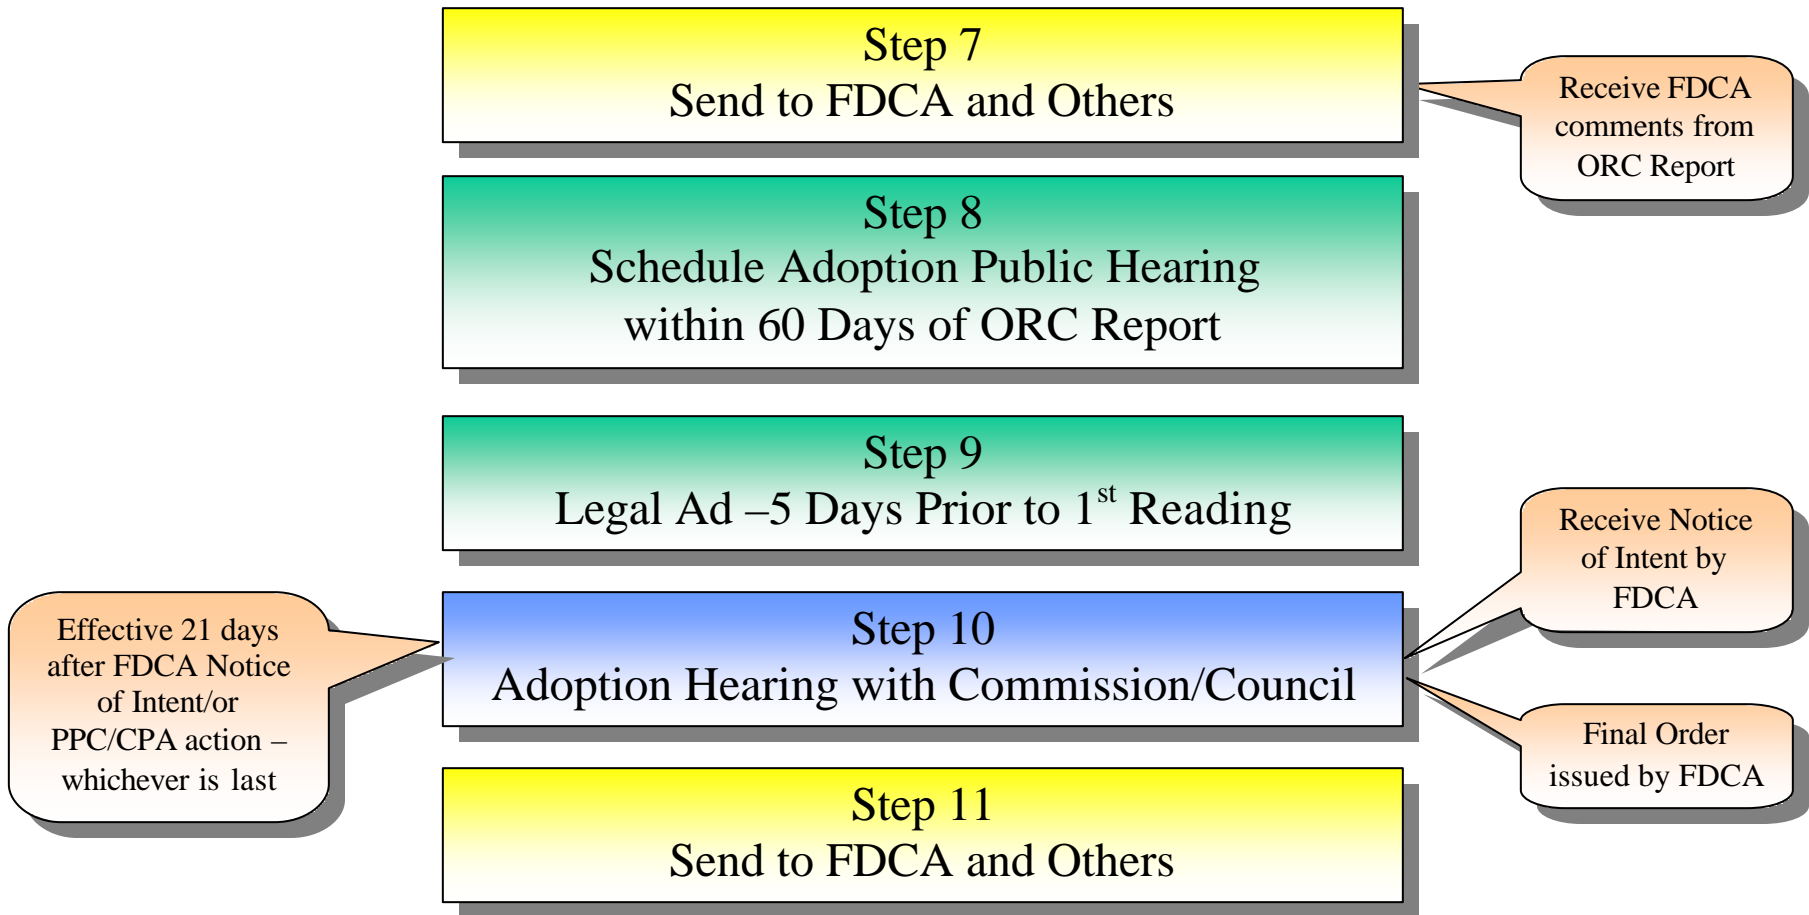 Step 7
Send to FDCA and Others
Receive FDCA
comments from
ORC Report
Step 8
Schedule Adoption Public Hearing
within 60 Days of ORC Report
Step 9
Legal Ad –5 Days Prior to 1st Reading
Receive Notice
of Intent by
FDCA
Effective 21 days
after FDCA Notice
of Intent/or
PPC/CPA action –
whichever is last
Step 10
Adoption Hearing with Commission/Council
Final Order
issued by FDCA
Step 11
Send to FDCA and Others